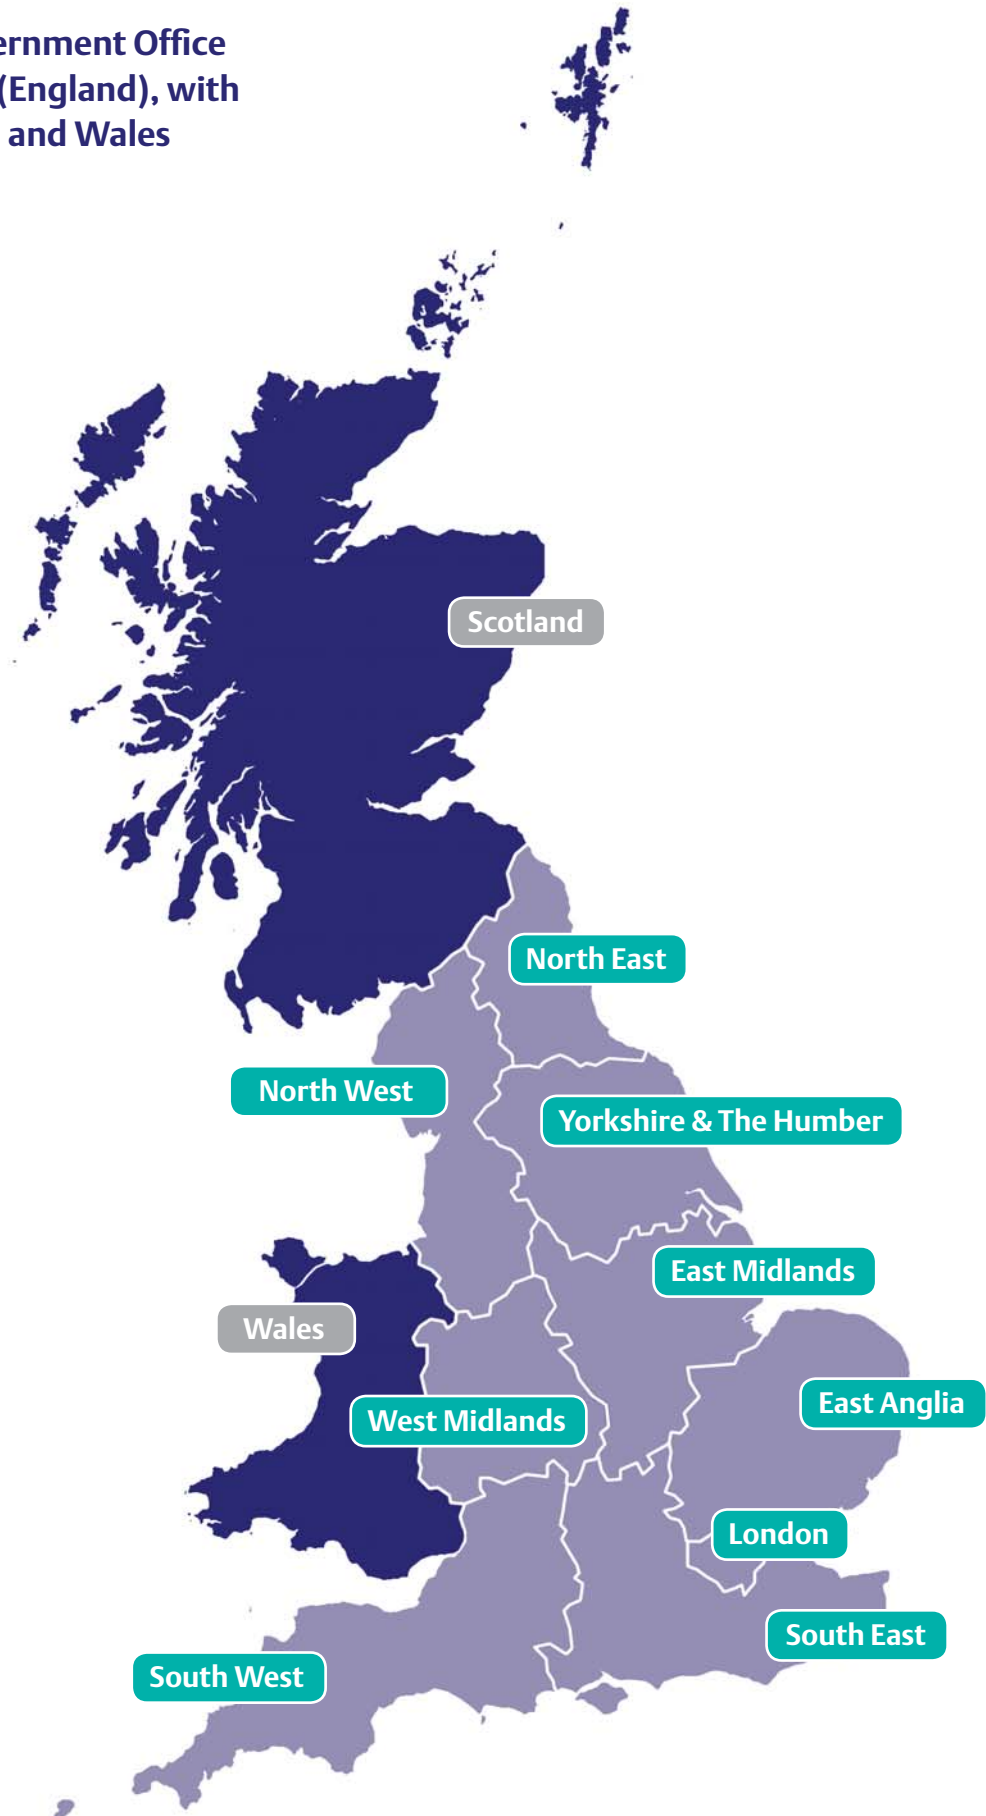 ernment Office
(England), with
and Wales
Scotland
North East
North West
Yorkshire & The Humber
East Midlands
Wales
East Anglia
West Midlands
London
South East
South West